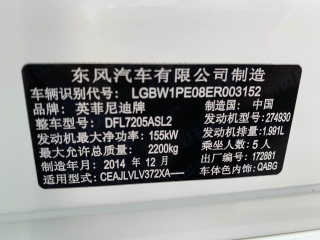 东风汽车有限公司制造
车辆识别代号: LGBW1PE08ER003152
品牌: 英菲尼迪牌 制造国: 中国
整车型号: DFL7205ASL2 发动机型号: 274930
发动机最大净功率: 155kW 发动机排量: 1.991L
最大允许总质量: 2200kg 乘坐人数: 5 人
制造年月: 2014 年 12 月 出厂编号: 172881
适用型式: CEAJLVLV372XA----- 车体色内饰: QABG